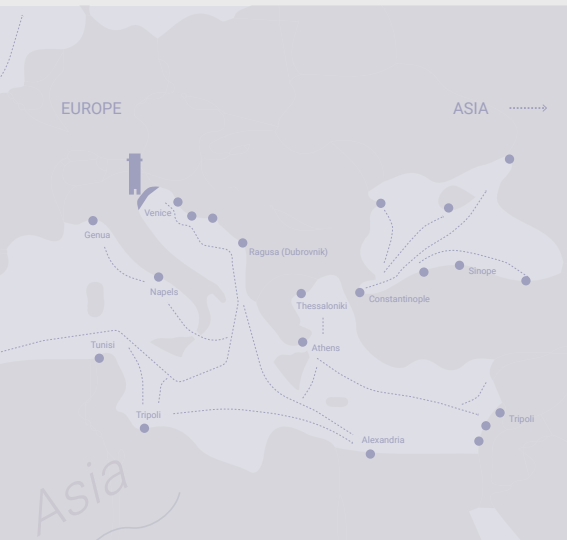 EUROPE
ASIA
Venice
Genua
Ragusa (Dubrovnik)
Sinope
Napels
Constantinople
Thessaloniki
Tunisi
Athens
Tripoli
Tripoli
Alexandria
Asia